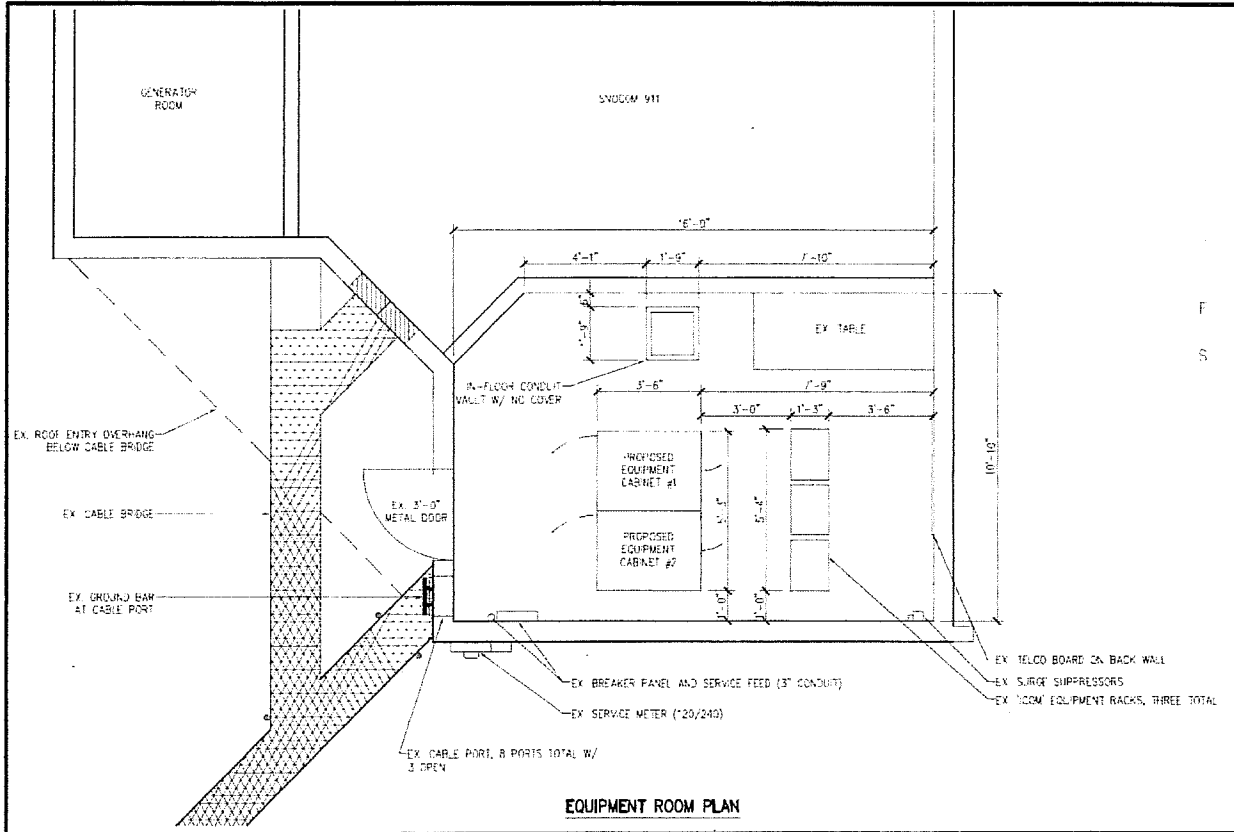 GENERATOR
ROOM
SNOCOM 911
16'-0"
4'-1"
1'-9"
7'-10"
6"
1'-9"
EX. TABLE
IN-FLOOR CONDUIT
VAULT W/ NO COVER
3'-6"
7'-9"
3'-0"
1'-3"
3'-6"
10'-10"
EX. ROOF ENTRY OVERHANG
BELOW CABLE BRIDGE
PROPOSED
EQUIPMENT
CABINET #1
EX. CABLE BRIDGE
EX. 3'-0"
METAL DOOR
5'-4"
PROPOSED
EQUIPMENT
CABINET #2
EX. GROUND BAR
AT CABLE PORT
1'-0"
1'-0"
EX. TELCO BOARD ON BACK WALL
EX. SURGE SUPPRESSORS
EX. BREAKER PANEL AND SERVICE FEED (3" CONDUIT)
EQUIPMENT RACKS, THREE TOTAL
EX. SERVICE METER (120/240)
EX. CABLE PORT, 8 PORTS TOTAL W/
3 OPEN
EQUIPMENT ROOM PLAN